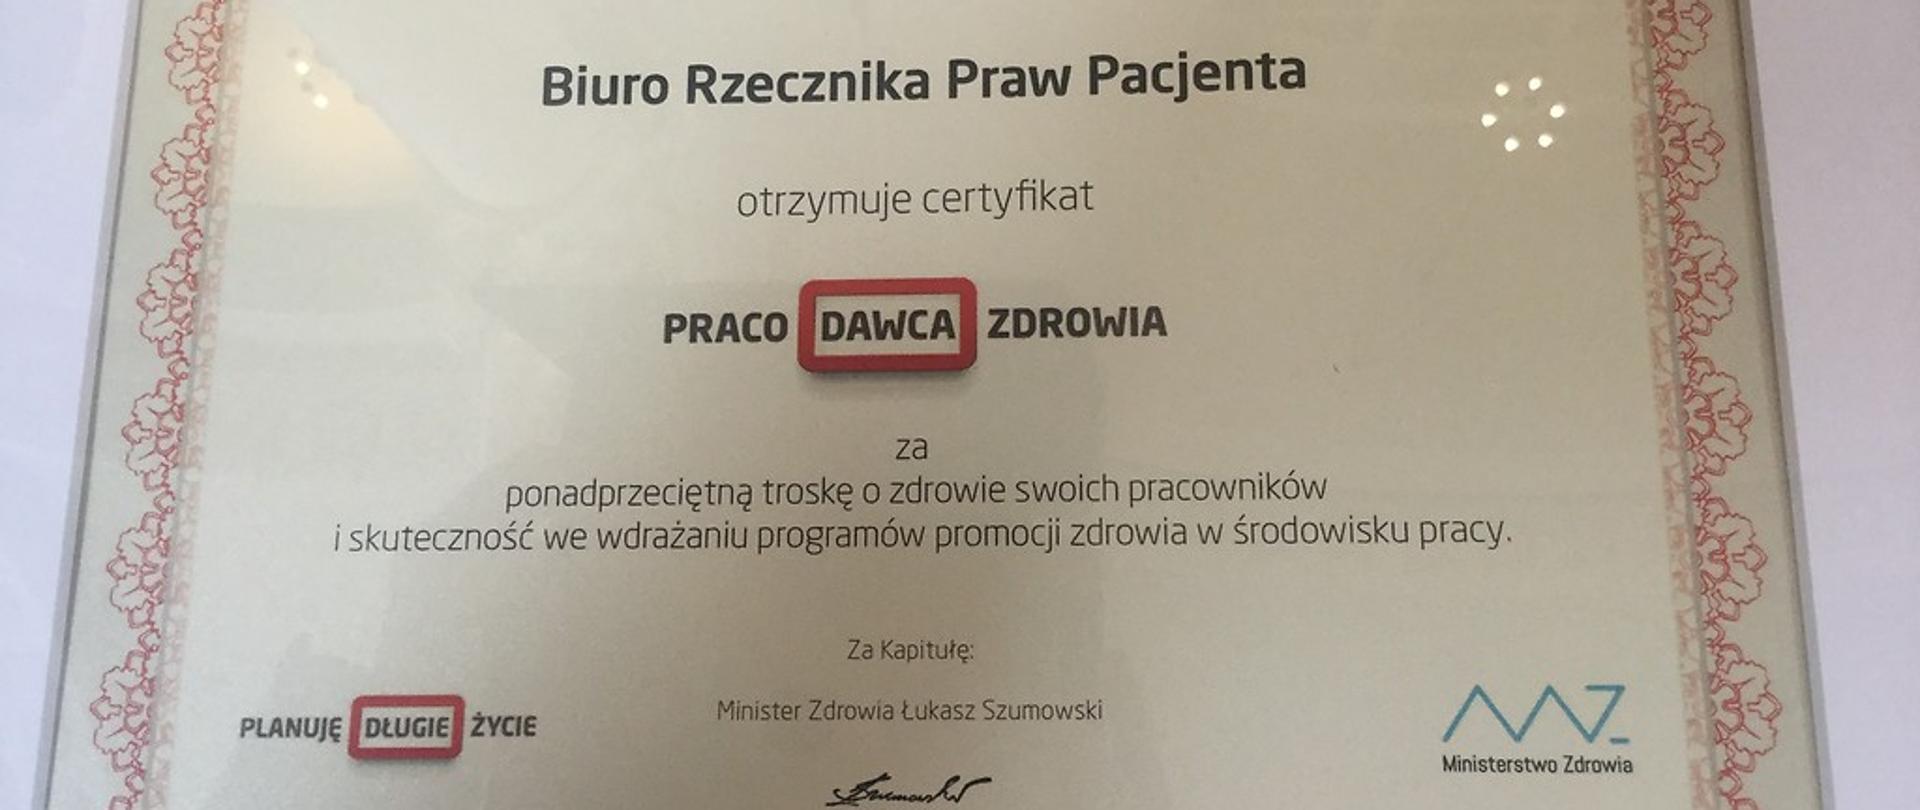 Biuro Rzecznika Praw Pacjenta
otrzymuje certyfikat
PRACO DAWCA ZDROWIA
za
ponadprzeciętną troskę o zdrowie swoich pracowników
i skuteczność we wdrażaniu programów promocji zdrowia w środowisku pracy.
Za Kapitułę:
Minister Zdrowia Łukasz Szumowski
PLANUJĘ DŁUGIE ŻYCIE
MZ
Ministerstwo Zdrowia